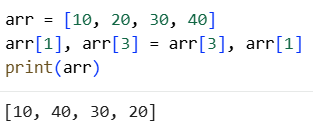 arr = [10, 20, 30, 40]
arr[1], arr[3] = arr[3], arr[1]
print(arr)
[10, 40, 30, 20]